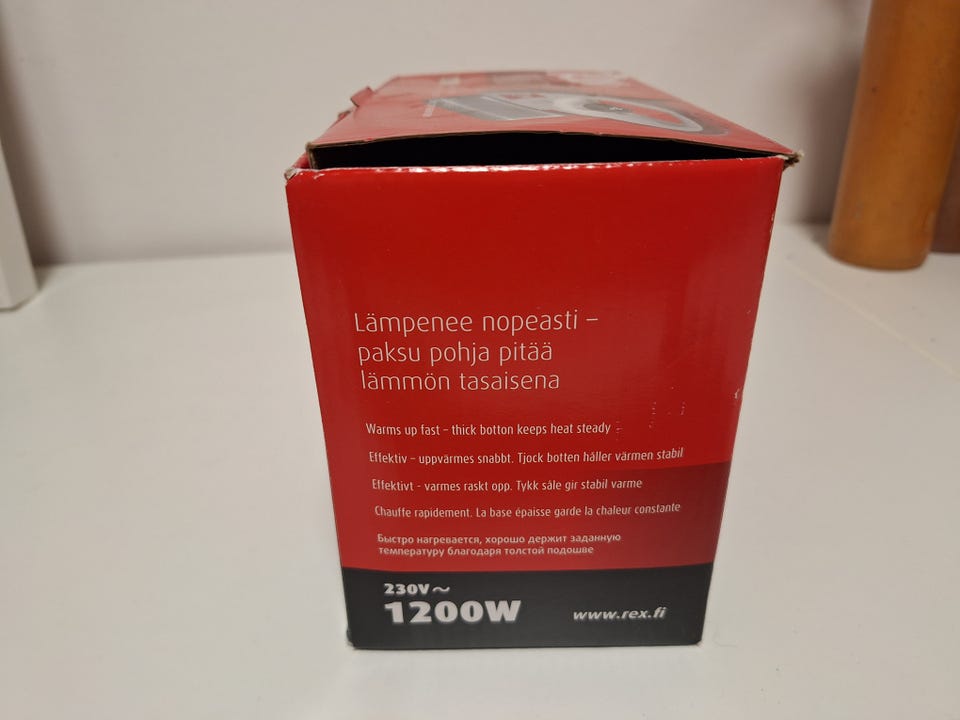 Lämpenee nopeasti –
paksu pohja pitää
lämmön tasaisena
Warms up fast – thick botton keeps heat steady
Effektiv – uppvärmes snabbt. Tjock botten håller värmen stabil
Effektivt - varmes raskt opp. Tykk såle gir stabil varme
Chauffe rapidement. La base épaisse garde la chaleur constante
Быстро нагревается, хорошо держит заданную
температуру благодаря толстой подошве
230V~
1200W
www.rex.fi